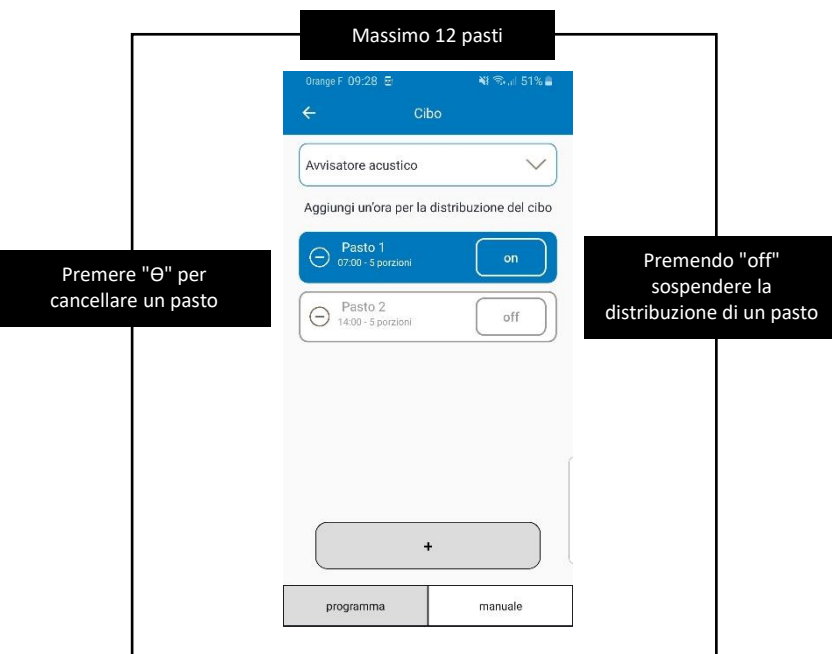 Massimo 12 pasti
Orange F 09:28 51%
Cibo
Avvisatore acustico
Aggiungi un'ora per la distribuzione del cibo
Pasto 1
07:00 - 5 porzioni
on
Pasto 2
14:00 - 5 porzioni
off
Premere "Ɵ" per
cancellare un pasto
Premendo "off"
sospendere la
distribuzione di un pasto
+
programma
manuale